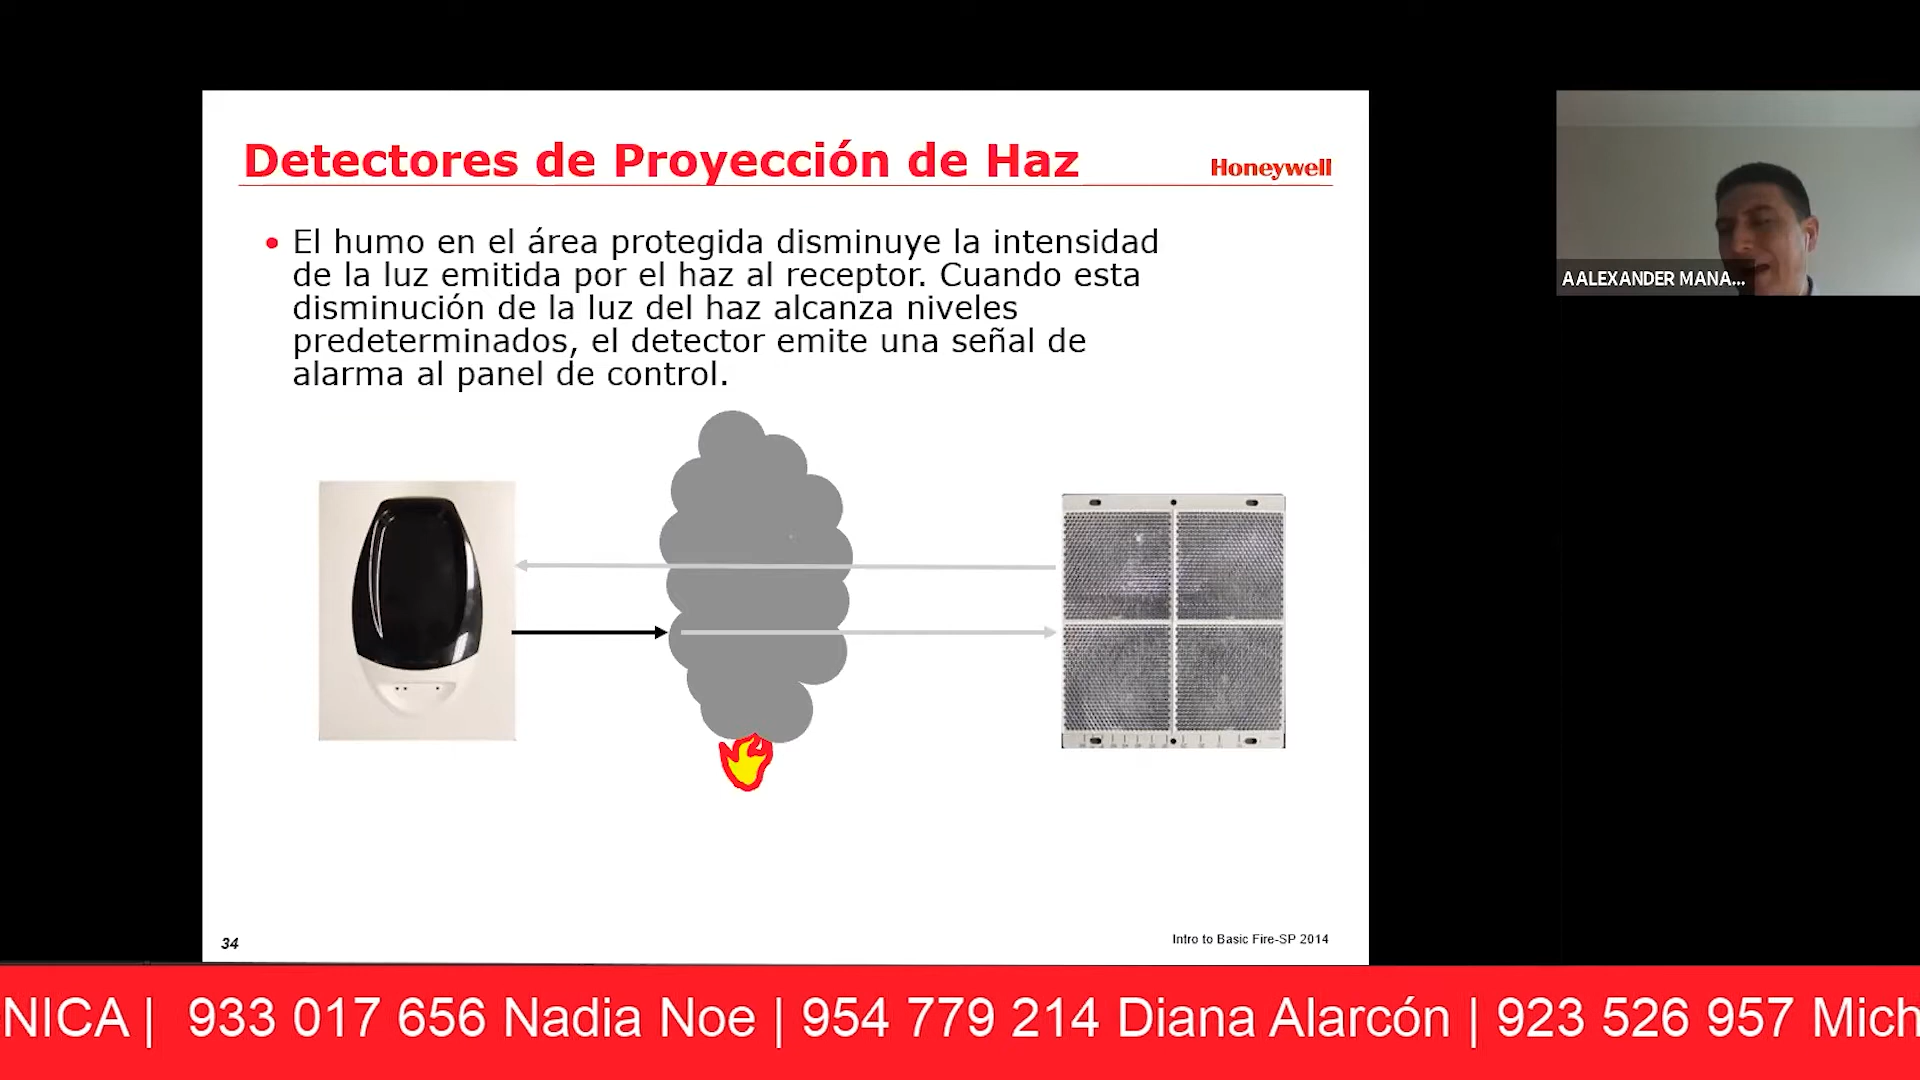 Detectores de Proyección de Haz
Honeywell
• El humo en el área protegida disminuye la intensidad
de la luz emitida por el haz al receptor. Cuando esta
disminución de la luz del haz alcanza niveles
predeterminados, el detector emite una señal de
alarma al panel de control.
AALEXANDER MANA...
34
Intro to Basic Fire-SP 2014
NICA | 933 017 656 Nadia Noe | 954 779 214 Diana Alarcón | 923 526 957 Mich